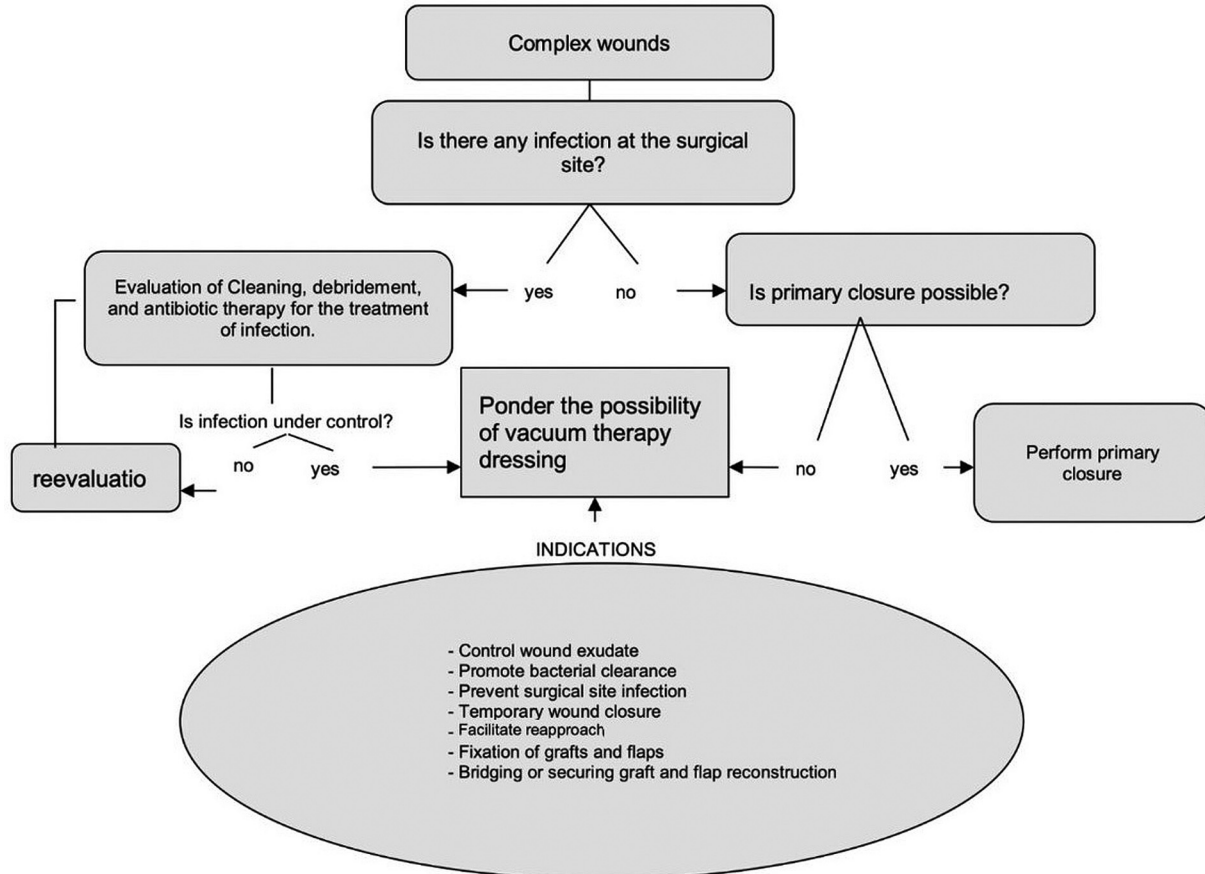 Complex wounds
Is there any infection at the surgical
site?
Evaluation of Cleaning, debridement,
and antibiotic therapy for the treatment
of infection.
yes
no
Is primary closure possible?
Is infection under control?
no
yes
reevaluatio
Ponder the possibility
of vacuum therapy
dressing
no
yes
Perform primary
closure
INDICATIONS
- Control wound exudate
- Promote bacterial clearance
- Prevent surgical site infection
- Temporary wound closure
- Facilitate reapproach
- Fixation of grafts and flaps
- Bridging or securing graft and flap reconstruction